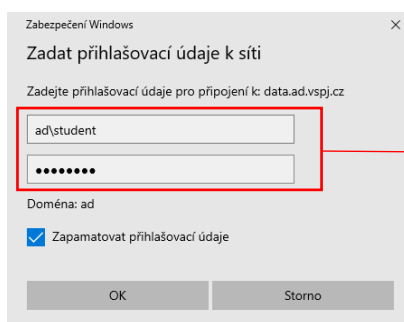 Zabezpečení Windows
Zadat přihlašovací údaje k síti
Zadejte přihlašovací údaje pro připojení k: data.ad.vspj.cz
ad\student
●●●●●●●●
Doména: ad
Zapamatovat přihlašovací údaje
OK
Storno